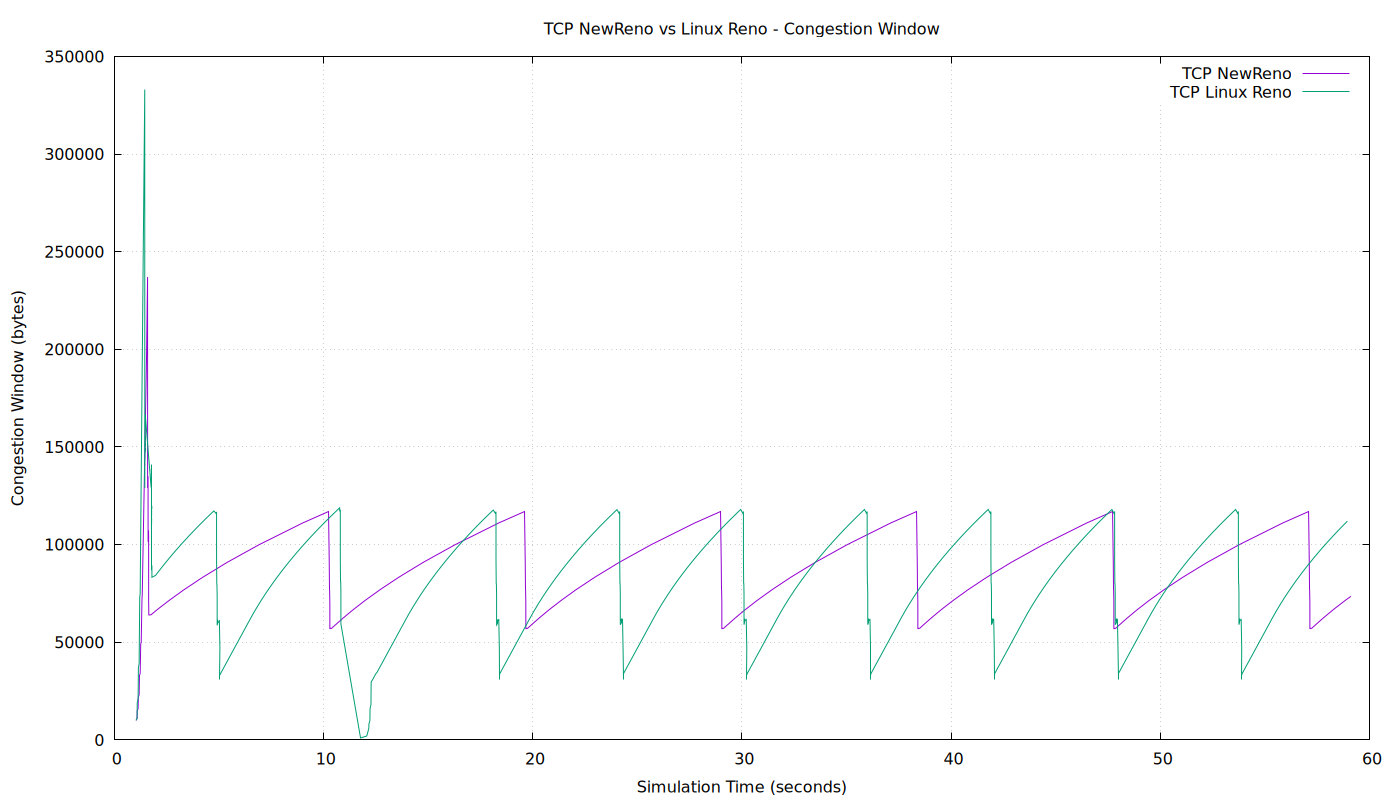 TCP NewReno vs Linux Reno - Congestion Window
350000
300000
250000
200000
150000
100000
50000
0
Congestion Window (bytes)
TCP NewReno
TCP Linux Reno
0 10 20 30 40 50 60
Simulation Time (seconds)